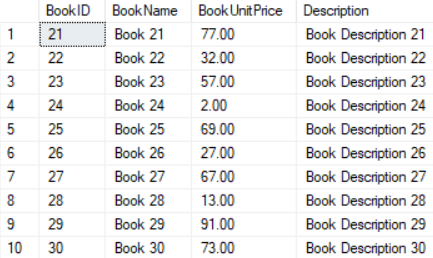 BookID BookName BookUnitPrice Description
1 21 Book 21 77.00 Book Description 21
2 22 Book 22 32.00 Book Description 22
3 23 Book 23 57.00 Book Description 23
4 24 Book 24 2.00 Book Description 24
5 25 Book 25 69.00 Book Description 25
6 26 Book 26 27.00 Book Description 26
7 27 Book 27 67.00 Book Description 27
8 28 Book 28 13.00 Book Description 28
9 29 Book 29 91.00 Book Description 29
10 30 Book 30 73.00 Book Description 30